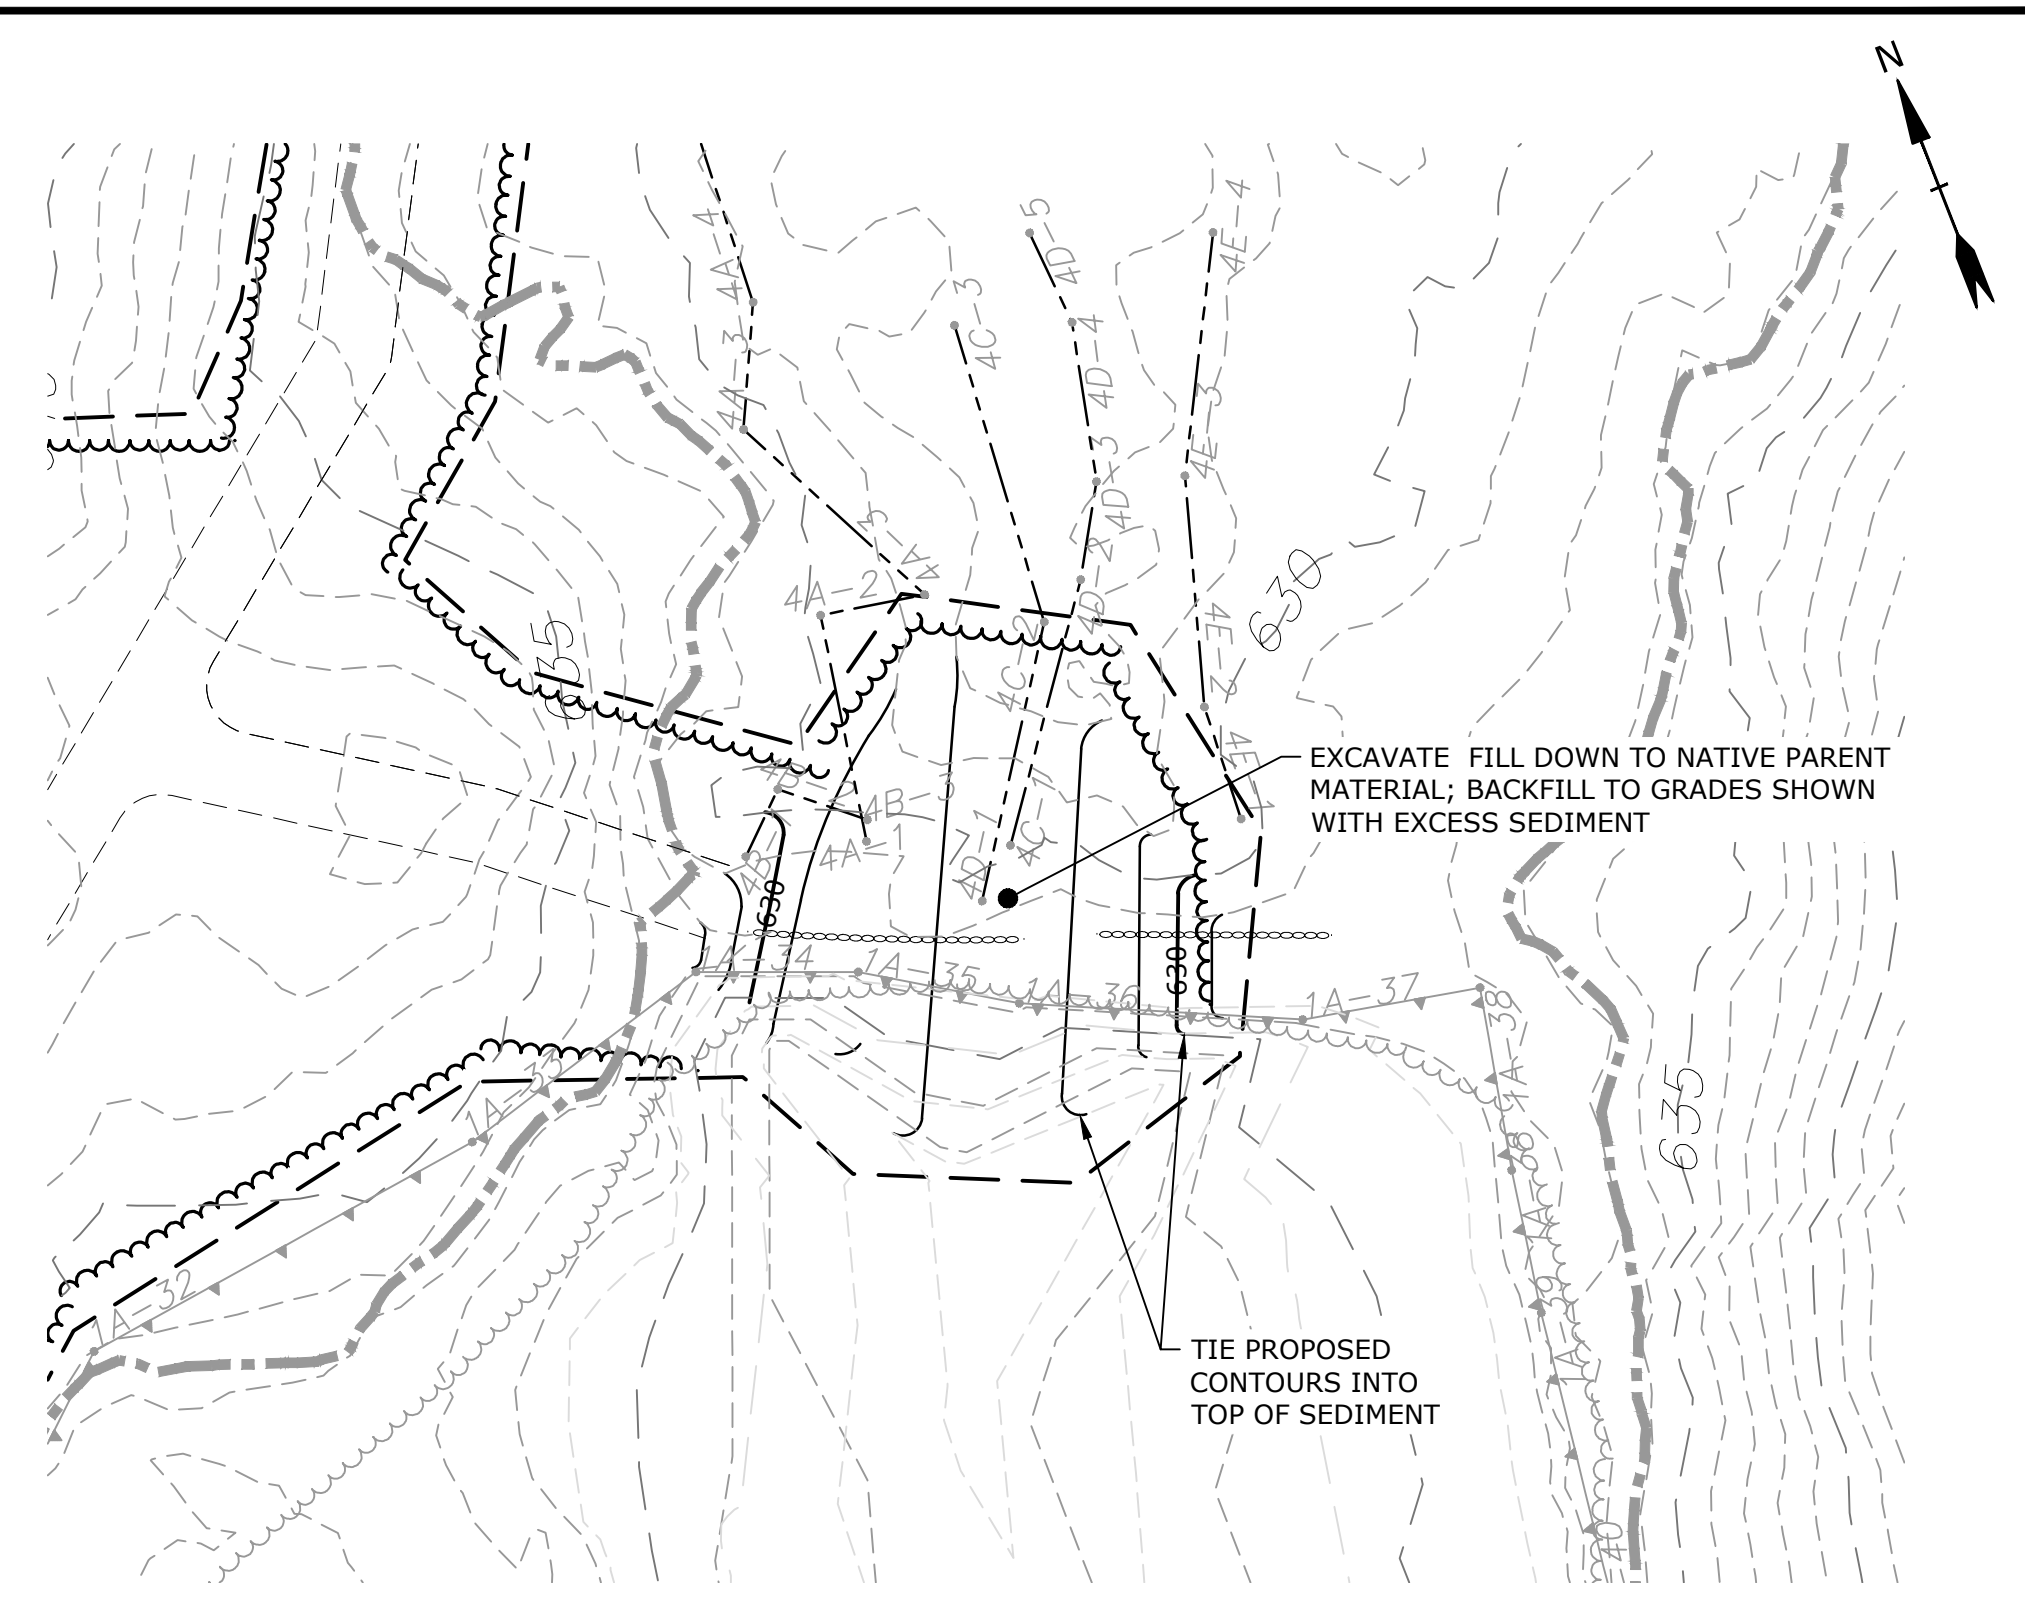 N
4A-4
4D-5
4E-4
4A-3
4C-3
4D-4
4E-3
4A-3
4D-3
4A-2
4D-2
4C-2
4E-2
630
635
EXCAVATE FILL DOWN TO NATIVE PARENT
MATERIAL; BACKFILL TO GRADES SHOWN
WITH EXCESS SEDIMENT
4B-2
4B-3
4A-1
4C-1
4E-1
4D-1
4B-1
630
630
1A-34
1A-35
1A-36
1A-37
1A-38
1A-33
635
1A-38
1A-32
1A-39
TIE PROPOSED
CONTOURS INTO
TOP OF SEDIMENT
1A-40